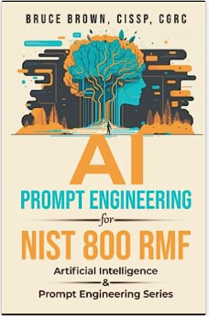 BRUCE BROWN, CISSP, CGRC
AI
PROMPT ENGINEERING
for
NIST 800 RMF
Artificial Intelligence
&
Prompt Engineering Series